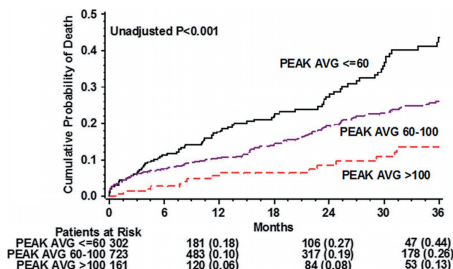 Cumulative Probability of Death
0.5
0.4
0.3
0.2
0.1
0.0
Unadjusted P<0.001
PEAK AVG <=60
PEAK AVG 60-100
PEAK AVG >100
0 6 12 18 24 30 36
Months
Patients at Risk
PEAK AVG <=60 302 181 (0.18) 106 (0.27) 47 (0.44)
PEAK AVG 60-100 723 483 (0.10) 317 (0.19) 178 (0.26)
PEAK AVG >100 161 120 (0.06) 84 (0.08) 53 (0.13)